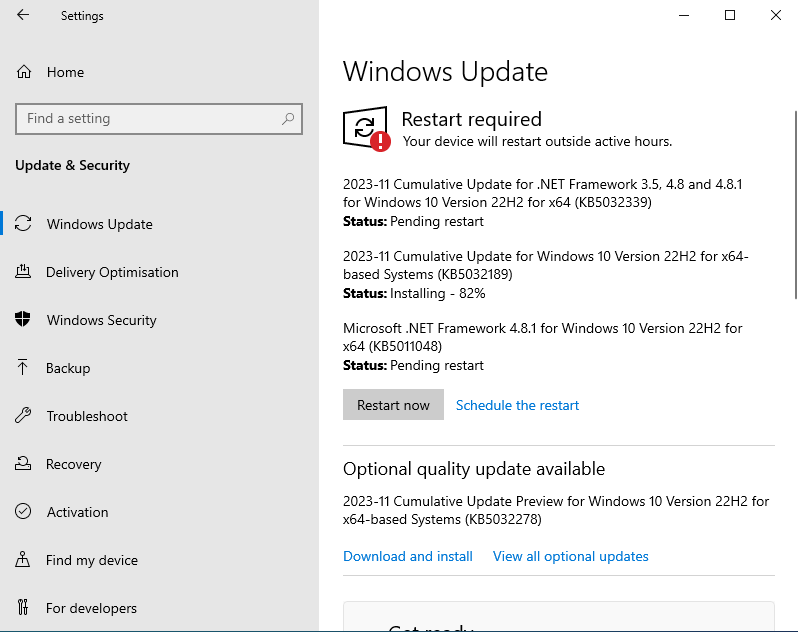 Settings
Home
Find a setting
Update & Security
Windows Update
Delivery Optimisation
Windows Security
Backup
Troubleshoot
Recovery
Activation
Find my device
For developers
Windows Update
Restart required
Your device will restart outside active hours.
2023-11 Cumulative Update for .NET Framework 3.5, 4.8 and 4.8.1
for Windows 10 Version 22H2 for x64 (KB5032339)
Status: Pending restart
2023-11 Cumulative Update for Windows 10 Version 22H2 for x64-
based Systems (KB5032189)
Status: Installing - 82%
Microsoft .NET Framework 4.8.1 for Windows 10 Version 22H2 for
x64 (KB5011048)
Status: Pending restart
Restart now Schedule the restart
Optional quality update available
2023-11 Cumulative Update Preview for Windows 10 Version 22H2 for
x64-based Systems (KB5032278)
Download and install View all optional updates
Get ready